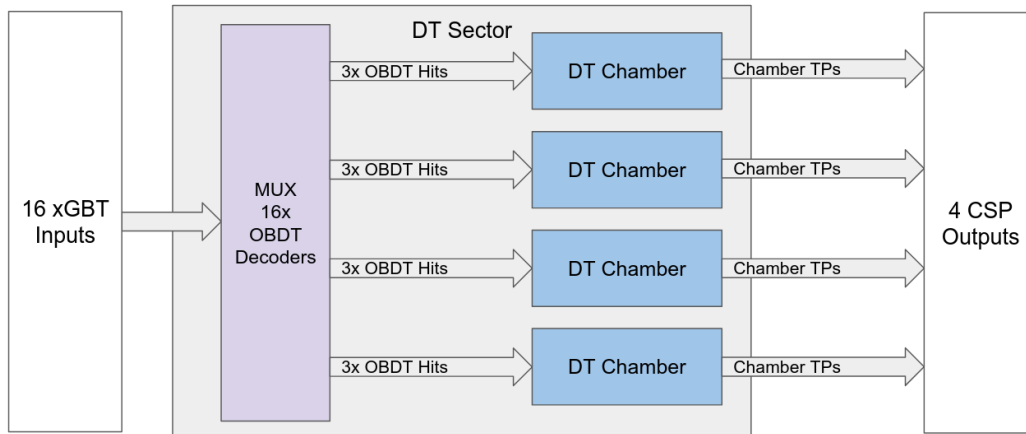 16 xGBT
Inputs
DT Sector
MUX
16x
OBDT
Decoders
3x OBDT Hits
DT Chamber
Chamber TPs
3x OBDT Hits
DT Chamber
Chamber TPs
3x OBDT Hits
DT Chamber
Chamber TPs
3x OBDT Hits
DT Chamber
Chamber TPs
4 CSP
Outputs